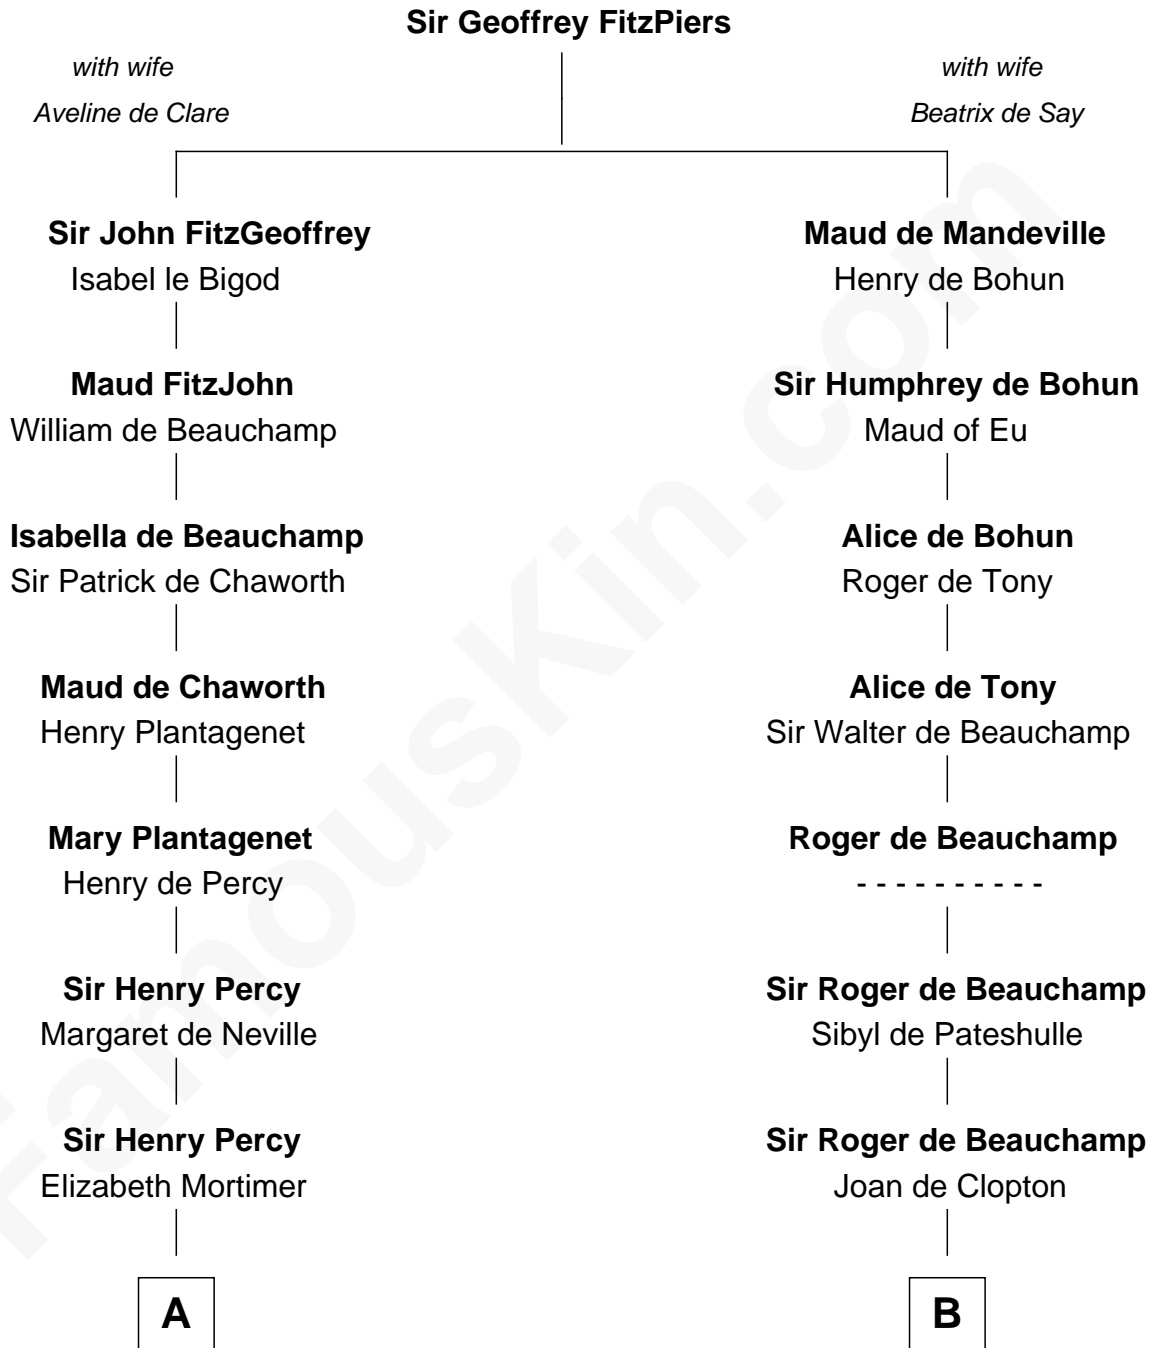 Sir Geoffrey FitzPiers
with wife
Aveline de Clare
with wife
Beatrix de Say
Sir John FitzGeoffrey
Isabel le Bigod
Maud de Mandeville
Henry de Bohun
Maud FitzJohn
William de Beauchamp
Sir Humphrey de Bohun
Maud of Eu
Isabella de Beauchamp
Sir Patrick de Chaworth
Alice de Bohun
Roger de Tony
Maud de Chaworth
Henry Plantagenet
Alice de Tony
Sir Walter de Beauchamp
Mary Plantagenet
Henry de Percy
Roger de Beauchamp
- - - - - - - - - -
Sir Henry Percy
Margaret de Neville
Sir Roger de Beauchamp
Sibyl de Pateshulle
Sir Henry Percy
Elizabeth Mortimer
Sir Roger de Beauchamp
Joan de Clopton
A
B
FamousKin.com